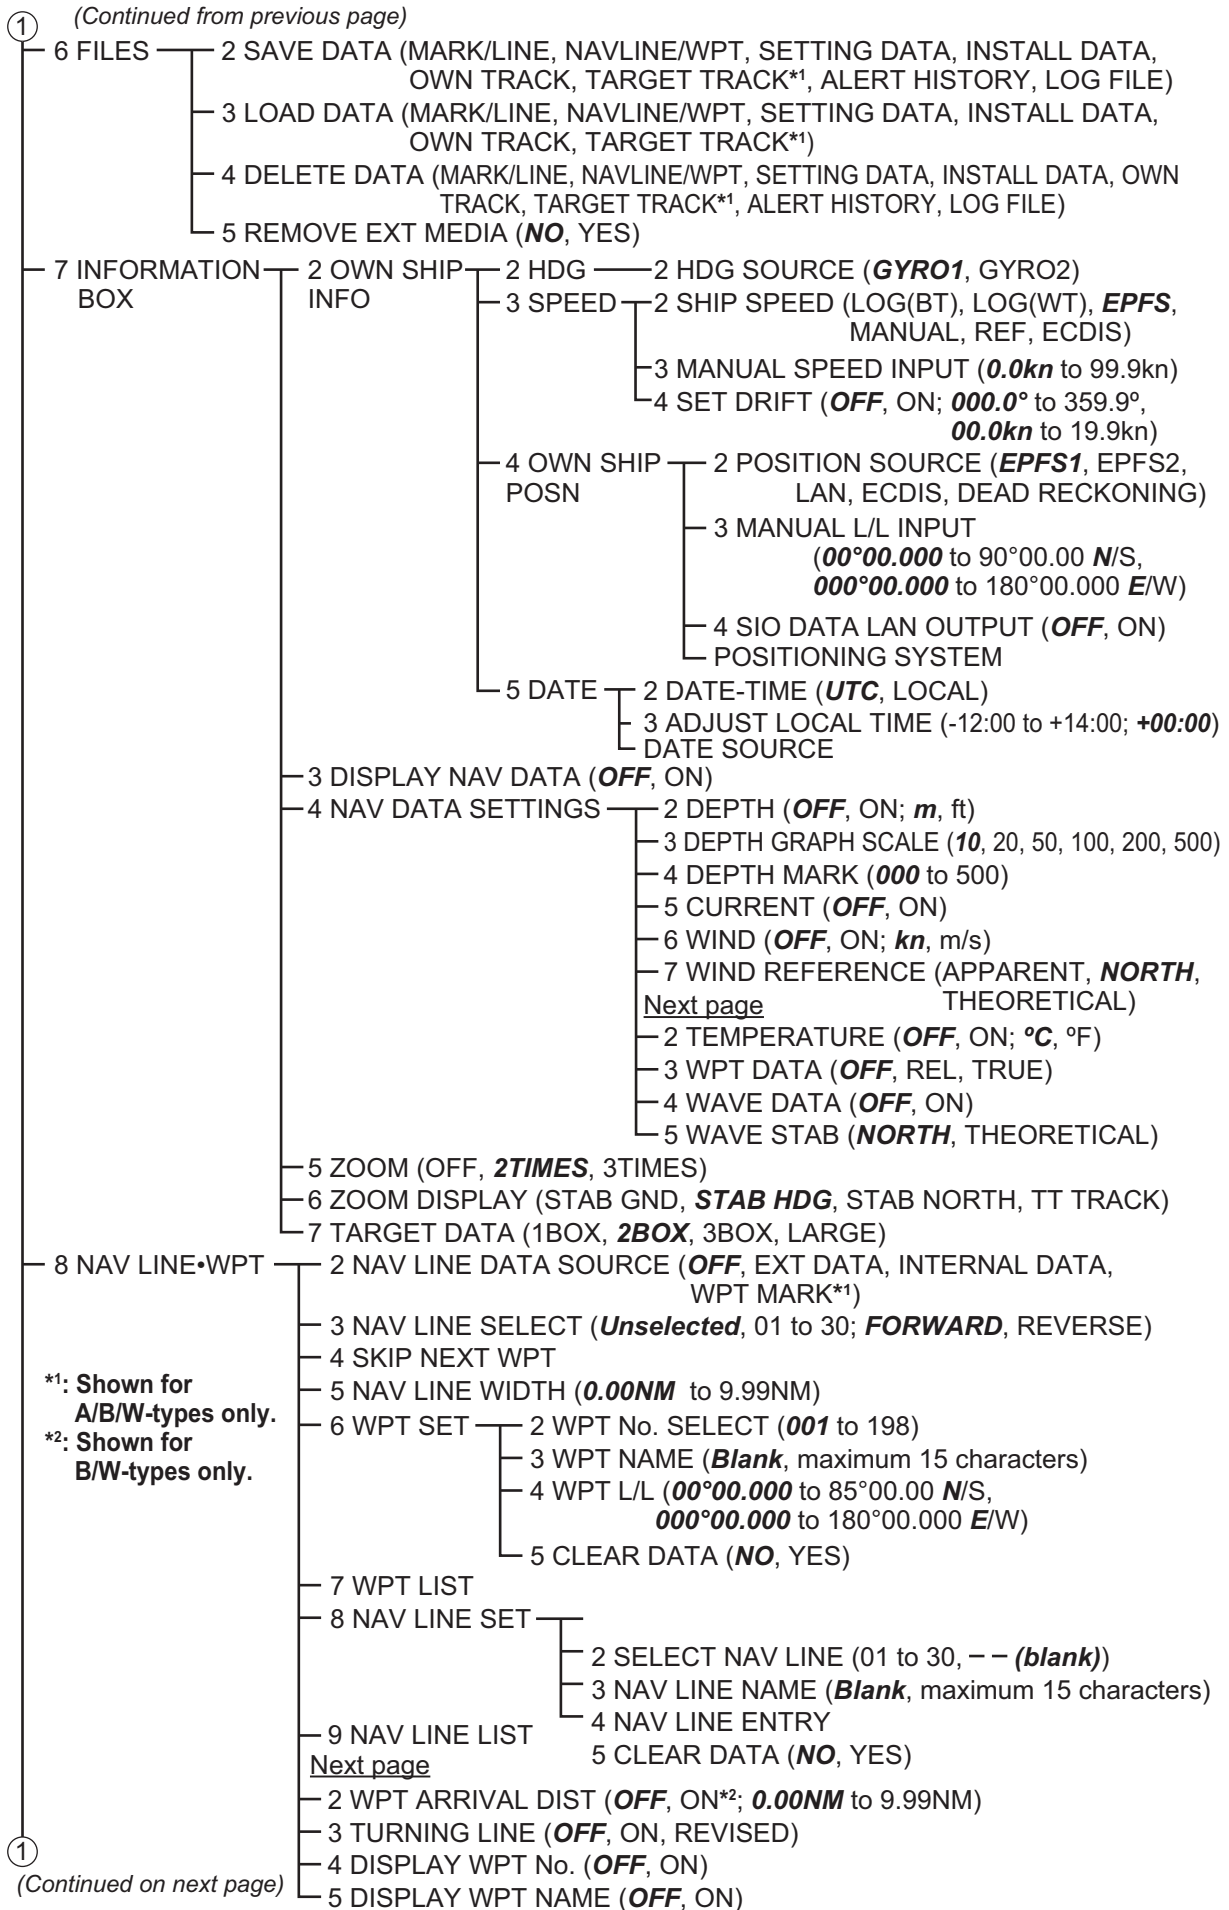 (Continued from previous page)
1
6 FILES
2 SAVE DATA (MARK/LINE, NAVLINE/WPT, SETTING DATA, INSTALL DATA,
OWN TRACK, TARGET TRACK*1, ALERT HISTORY, LOG FILE)
3 LOAD DATA (MARK/LINE, NAVLINE/WPT, SETTING DATA, INSTALL DATA,
OWN TRACK, TARGET TRACK*1)
4 DELETE DATA (MARK/LINE, NAVLINE/WPT, SETTING DATA, INSTALL DATA, OWN
TRACK, TARGET TRACK*1, ALERT HISTORY, LOG FILE)
5 REMOVE EXT MEDIA (NO, YES)
7 INFORMATION
BOX
2 OWN SHIP
INFO
2 HDG
2 HDG SOURCE (GYRO1, GYRO2)
3 SPEED
2 SHIP SPEED (LOG(BT), LOG(WT), EPFS,
MANUAL, REF, ECDIS)
3 MANUAL SPEED INPUT (0.0kn to 99.9kn)
4 SET DRIFT (OFF, ON; 000.0° to 359.9º,
00.0kn to 19.9kn)
4 OWN SHIP
POSN
2 POSITION SOURCE (EPFS1, EPFS2,
LAN, ECDIS, DEAD RECKONING)
3 MANUAL L/L INPUT
(00°00.000 to 90°00.00 N/S,
000°00.000 to 180°00.000 E/W)
4 SIO DATA LAN OUTPUT (OFF, ON)
POSITIONING SYSTEM
5 DATE
2 DATE-TIME (UTC, LOCAL)
3 ADJUST LOCAL TIME (-12:00 to +14:00; +00:00)
DATE SOURCE
3 DISPLAY NAV DATA (OFF, ON)
4 NAV DATA SETTINGS
2 DEPTH (OFF, ON; m, ft)
3 DEPTH GRAPH SCALE (10, 20, 50, 100, 200, 500)
4 DEPTH MARK (000 to 500)
5 CURRENT (OFF, ON)
6 WIND (OFF, ON; kn, m/s)
7 WIND REFERENCE (APPARENT, NORTH,
THEORETICAL)
Next page
2 TEMPERATURE (OFF, ON; ºC, ºF)
3 WPT DATA (OFF, REL, TRUE)
4 WAVE DATA (OFF, ON)
5 WAVE STAB (NORTH, THEORETICAL)
5 ZOOM (OFF, 2TIMES, 3TIMES)
6 ZOOM DISPLAY (STAB GND, STAB HDG, STAB NORTH, TT TRACK)
7 TARGET DATA (1BOX, 2BOX, 3BOX, LARGE)
8 NAV LINE•WPT
2 NAV LINE DATA SOURCE (OFF, EXT DATA, INTERNAL DATA,
WPT MARK*1)
3 NAV LINE SELECT (Unselected, 01 to 30; FORWARD, REVERSE)
4 SKIP NEXT WPT
5 NAV LINE WIDTH (0.00NM to 9.99NM)
6 WPT SET
2 WPT No. SELECT (001 to 198)
3 WPT NAME (Blank, maximum 15 characters)
4 WPT L/L (00°00.000 to 85°00.00 N/S,
000°00.000 to 180°00.000 E/W)
5 CLEAR DATA (NO, YES)
7 WPT LIST
8 NAV LINE SET
2 SELECT NAV LINE (01 to 30, – – (blank))
3 NAV LINE NAME (Blank, maximum 15 characters)
4 NAV LINE ENTRY
5 CLEAR DATA (NO, YES)
9 NAV LINE LIST
Next page
2 WPT ARRIVAL DIST (OFF, ON*2; 0.00NM to 9.99NM)
3 TURNING LINE (OFF, ON, REVISED)
4 DISPLAY WPT No. (OFF, ON)
5 DISPLAY WPT NAME (OFF, ON)
*1: Shown for
A/B/W-types only.
*2: Shown for
B/W-types only.
1
(Continued on next page)